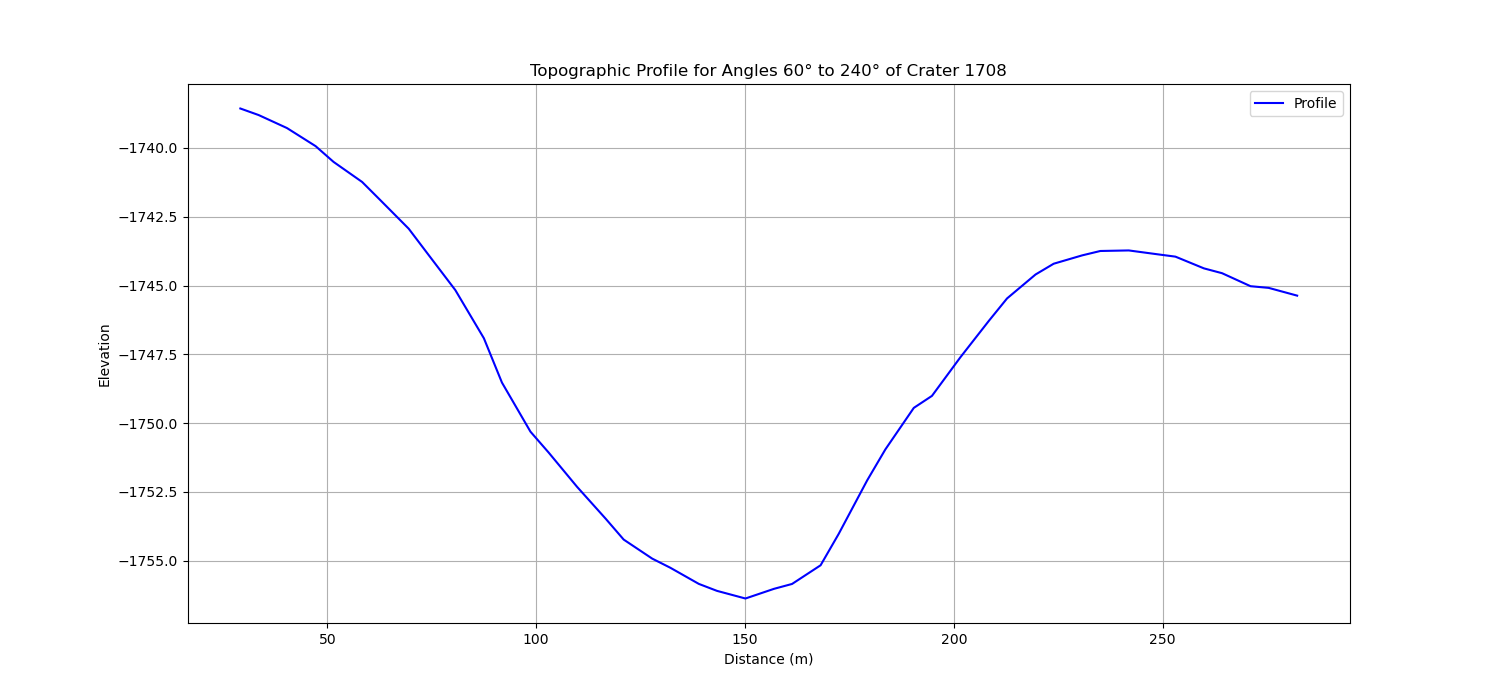 Topographic Profile for Angles 60° to 240° of Crater 1708
Profile
−1740.0
−1742.5
−1745.0
−1747.5
−1750.0
−1752.5
−1755.0
Elevation
50 100 150 200 250
Distance (m)